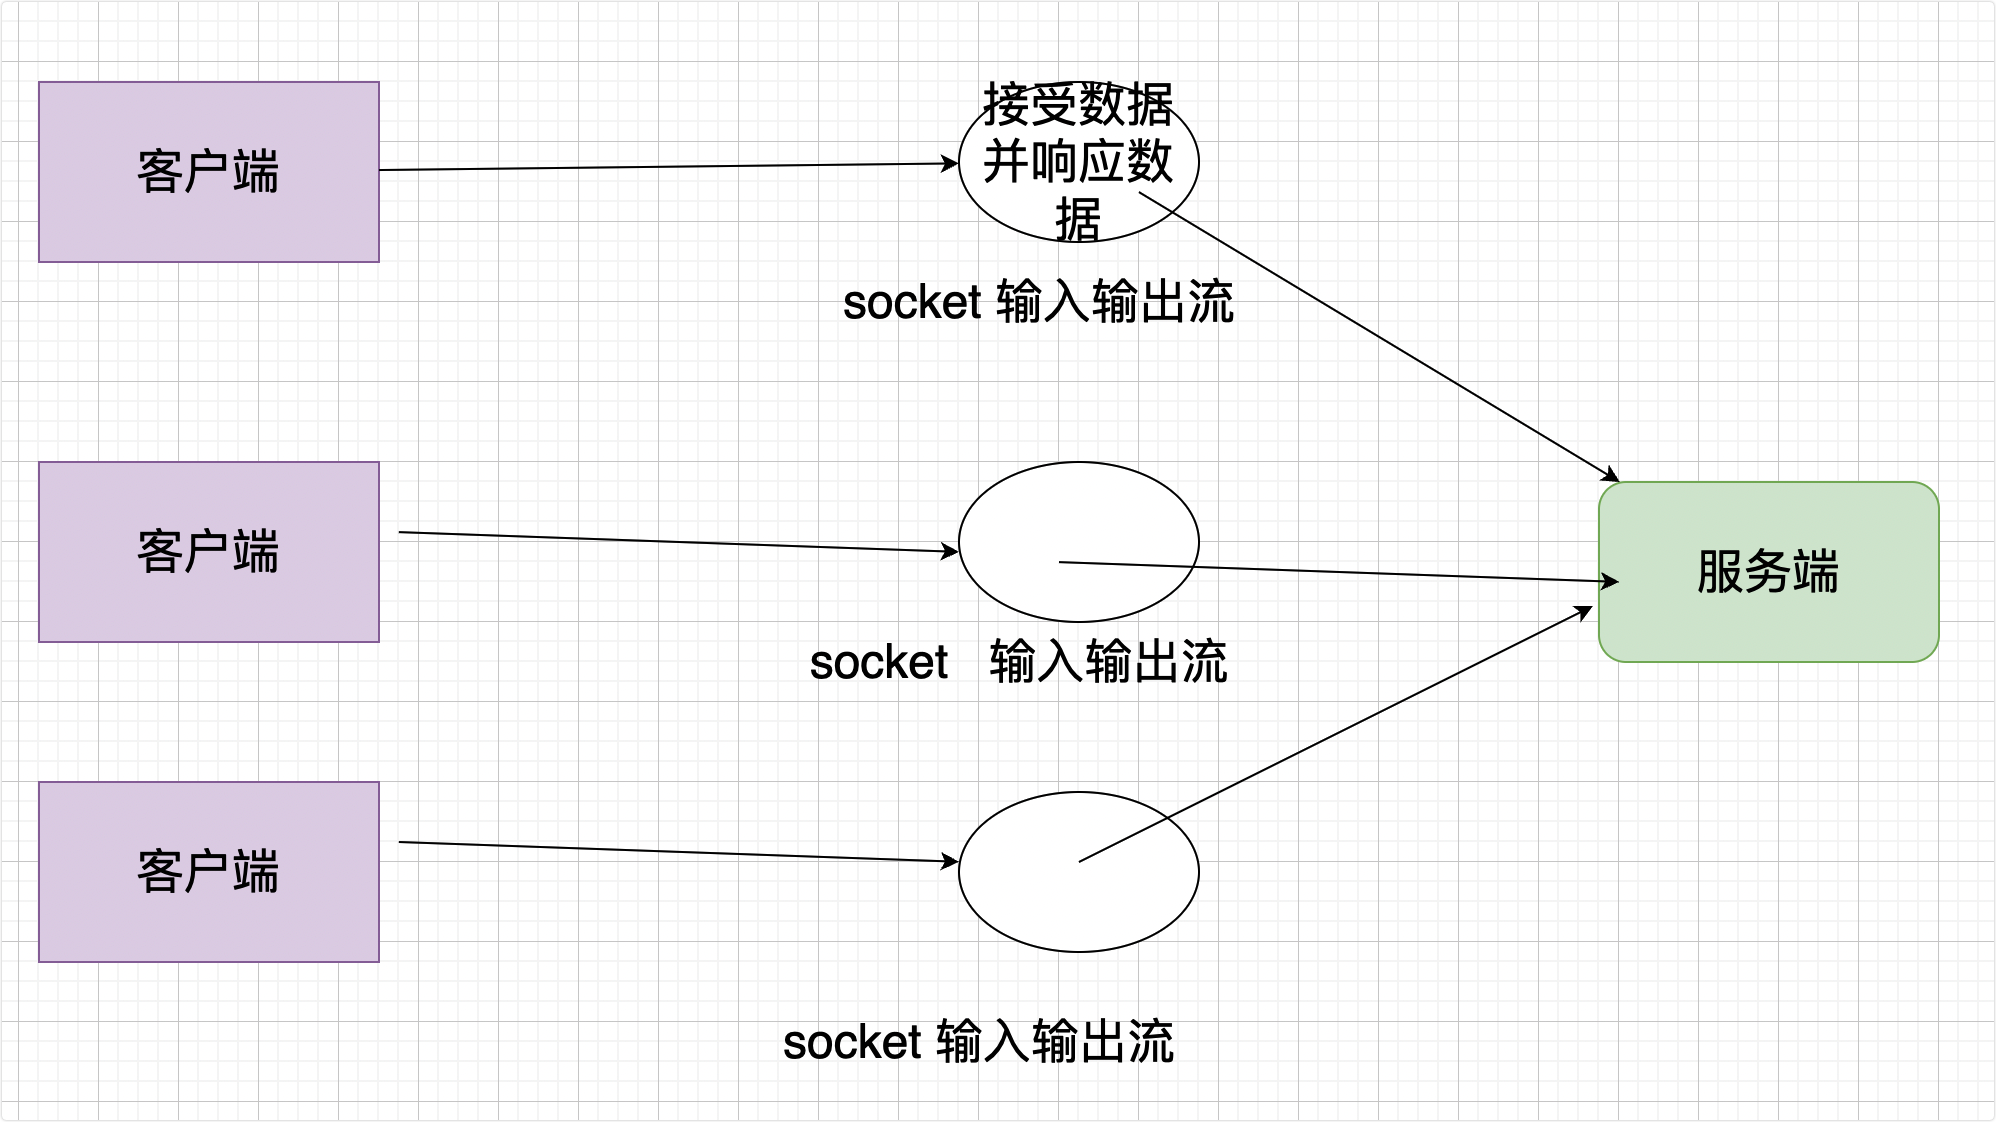 客户端
接受数据
并响应数
据
socket 输入输出流
客户端
socket   输入输出流
服务端
客户端
socket 输入输出流